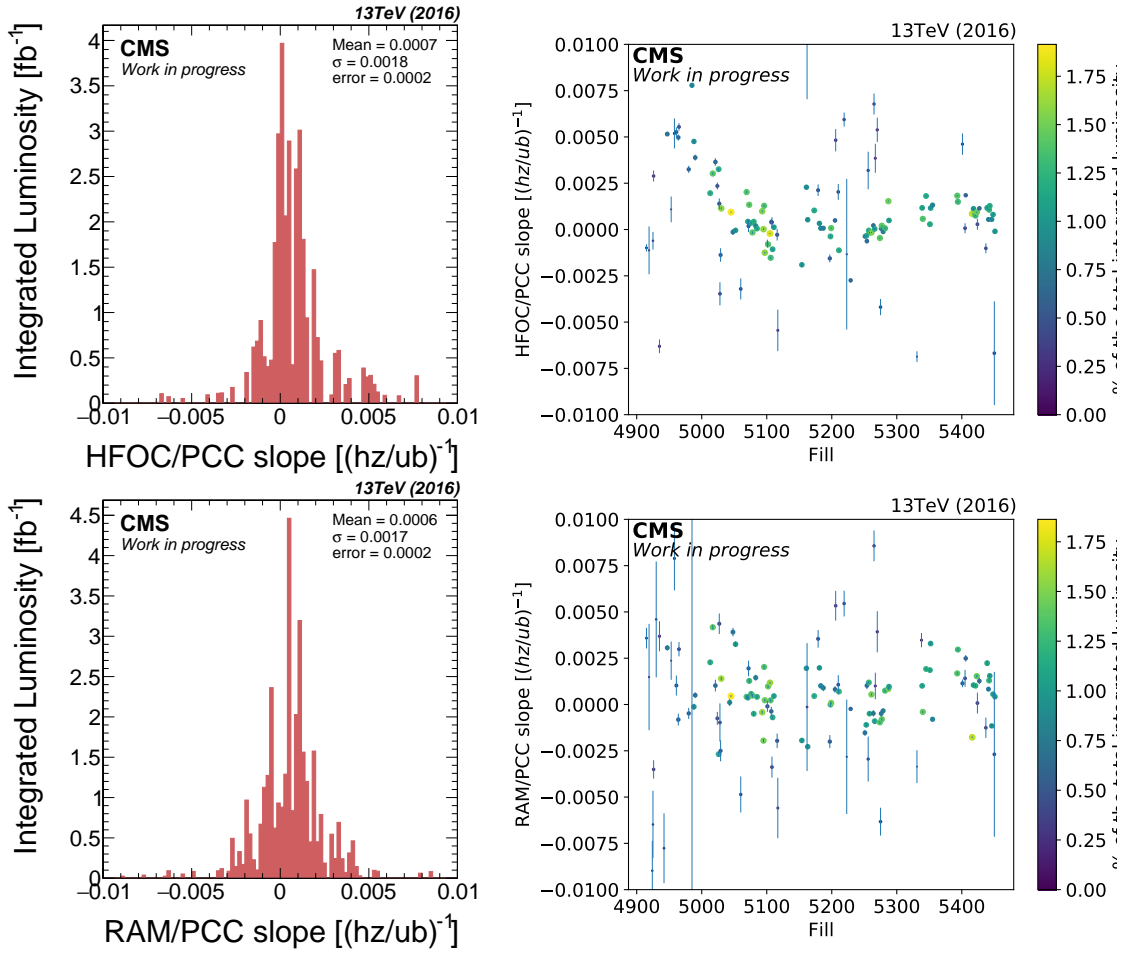 13TeV (2016)
CMS
Work in progress
Mean = 0.0007
σ = 0.0018
error = 0.0002
Integrated Luminosity [fb⁻¹]
4
3.5
3
2.5
2
1.5
1
0.5
0
−0.01 −0.005 0 0.005 0.01
HFOC/PCC slope [(hz/ub)⁻¹]
13TeV (2016)
CMS
Work in progress
HFOC/PCC slope [(hz/ub)⁻¹]
0.0100
0.0075
0.0050
0.0025
0.0000
−0.0025
−0.0050
−0.0075
−0.0100
4900 5000 5100 5200 5300 5400
Fill
1.75
1.50
1.25
1.00
0.75
0.50
0.25
0.00
% of the total integrated luminosity
13TeV (2016)
CMS
Work in progress
Mean = 0.0006
σ = 0.0017
error = 0.0002
Integrated Luminosity [fb⁻¹]
4.5
4
3.5
3
2.5
2
1.5
1
0.5
0
−0.01 −0.005 0 0.005 0.01
RAM/PCC slope [(hz/ub)⁻¹]
13TeV (2016)
CMS
Work in progress
RAM/PCC slope [(hz/ub)⁻¹]
0.0100
0.0075
0.0050
0.0025
0.0000
−0.0025
−0.0050
−0.0075
−0.0100
4900 5000 5100 5200 5300 5400
Fill
1.75
1.50
1.25
1.00
0.75
0.50
0.25
0.00
% of the total integrated luminosity